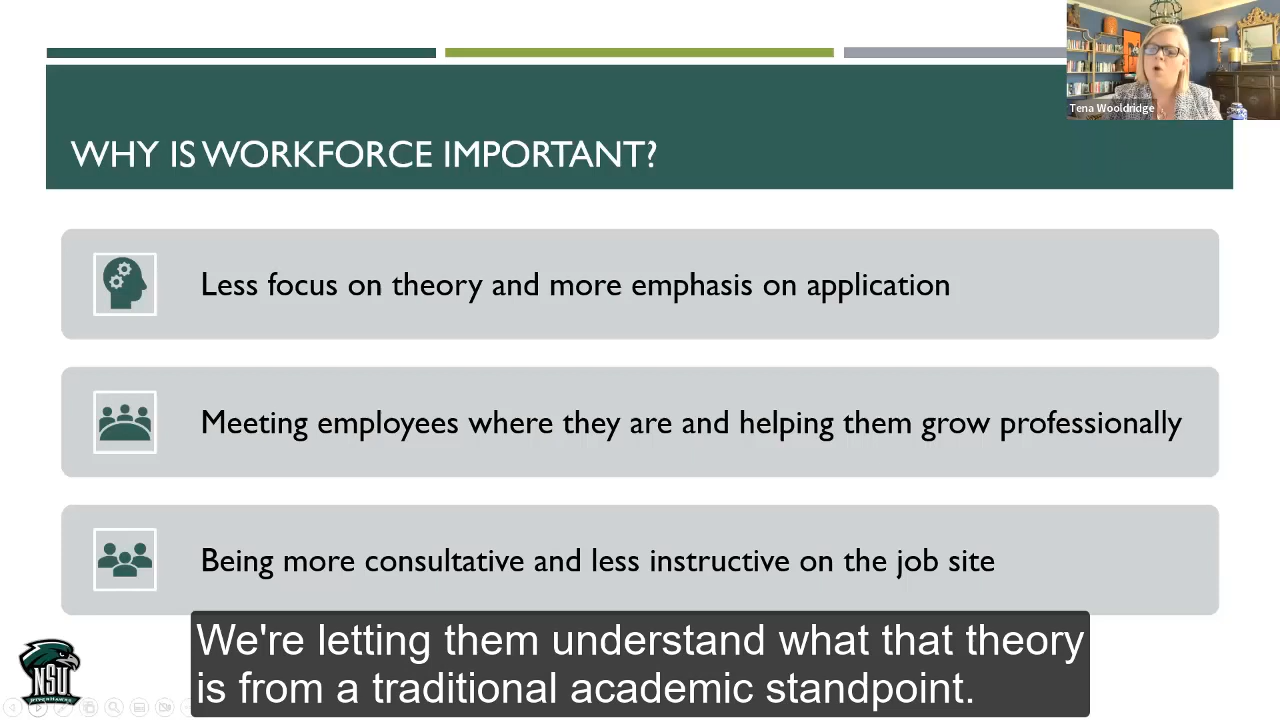 Tena Wooldridge
WHY IS WORKFORCE IMPORTANT?
Less focus on theory and more emphasis on application
Meeting employees where they are and helping them grow professionally
Being more consultative and less instructive on the job site
We're letting them understand what that theory
is from a traditional academic standpoint.
NSU